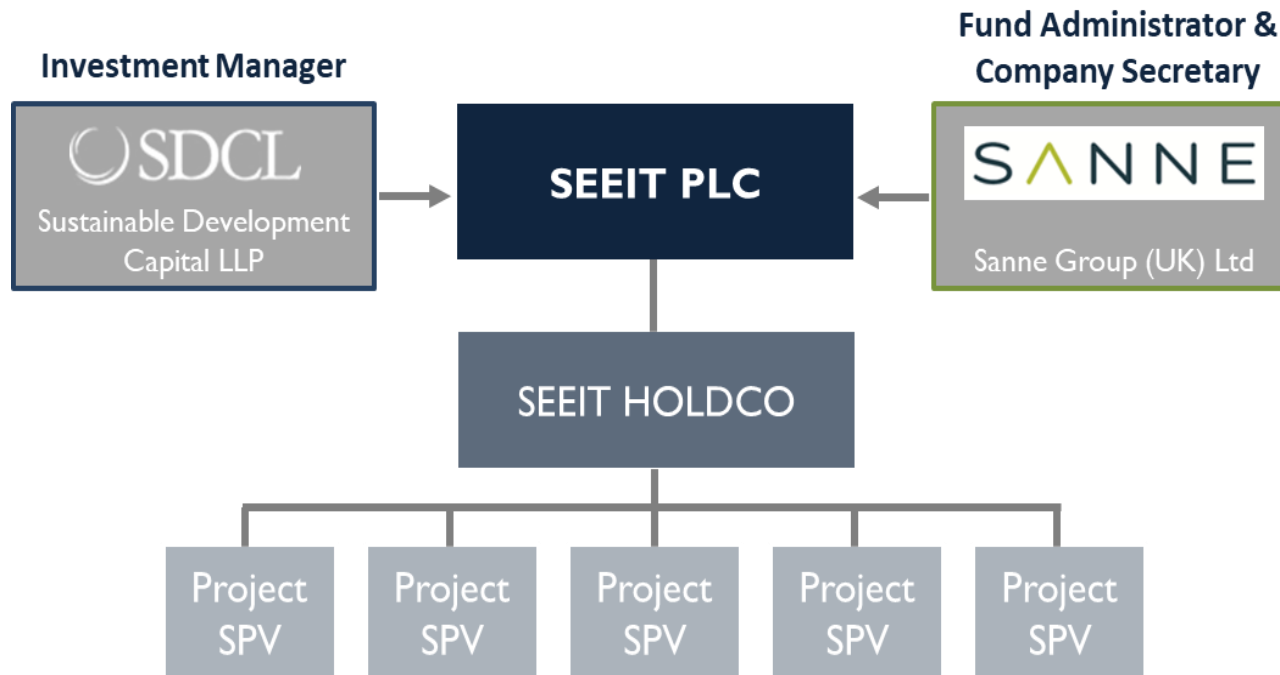 Investment Manager
SDCL
Sustainable Development
Capital LLP
SEEIT PLC
Fund Administrator &
Company Secretary
SANNE
Sanne Group (UK) Ltd
SEEIT HOLDCO
Project
SPV
Project
SPV
Project
SPV
Project
SPV
Project
SPV